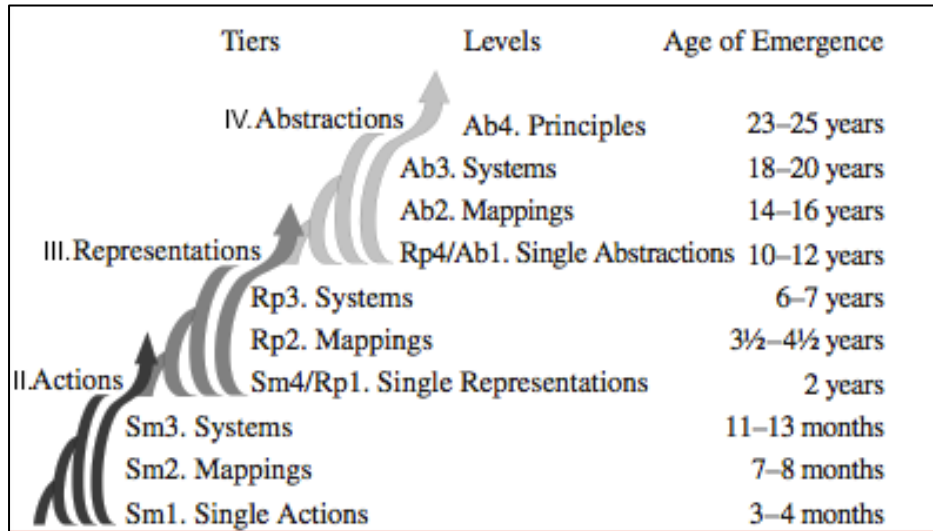 Tiers Levels Age of Emergence
IV.Abstractions
Ab4. Principles 23–25 years
Ab3. Systems 18–20 years
Ab2. Mappings 14–16 years
III.Representations
Rp4/Ab1. Single Abstractions 10–12 years
Rp3. Systems 6–7 years
Rp2. Mappings 3½–4½ years
II.Actions
Sm4/Rp1. Single Representations 2 years
Sm3. Systems 11–13 months
Sm2. Mappings 7–8 months
Sm1. Single Actions 3–4 months